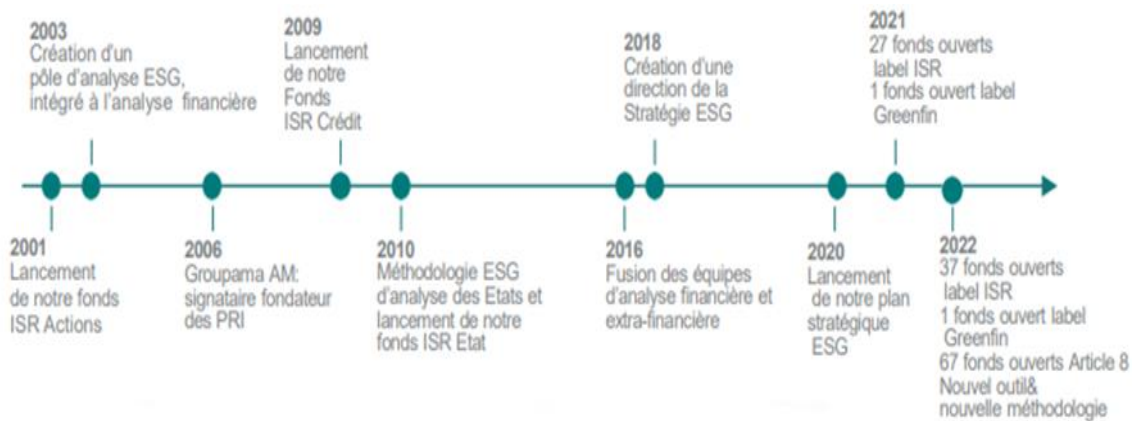 2003
Création d'un
pôle d'analyse ESG,
intégré à l'analyse financière
2009
Lancement
de notre
Fonds
ISR Crédit
2018
Création d'une
direction de la
Stratégie ESG
2021
27 fonds ouverts
label ISR
1 fonds ouvert label
Greenfin
2001
Lancement
de notre fonds
ISR Actions
2006
Groupama AM:
signataire fondateur
des PRI
2010
Méthodologie ESG
d'analyse des Etats et
lancement de notre
fonds ISR Etat
2016
Fusion des équipes
d'analyse financière et
extra-financière
2020
Lancement
de notre plan
stratégique
ESG
2022
37 fonds ouverts
label ISR
1 fonds ouvert label
Greenfin
67 fonds ouverts Article 8
Nouvel outil&
nouvelle méthodologie